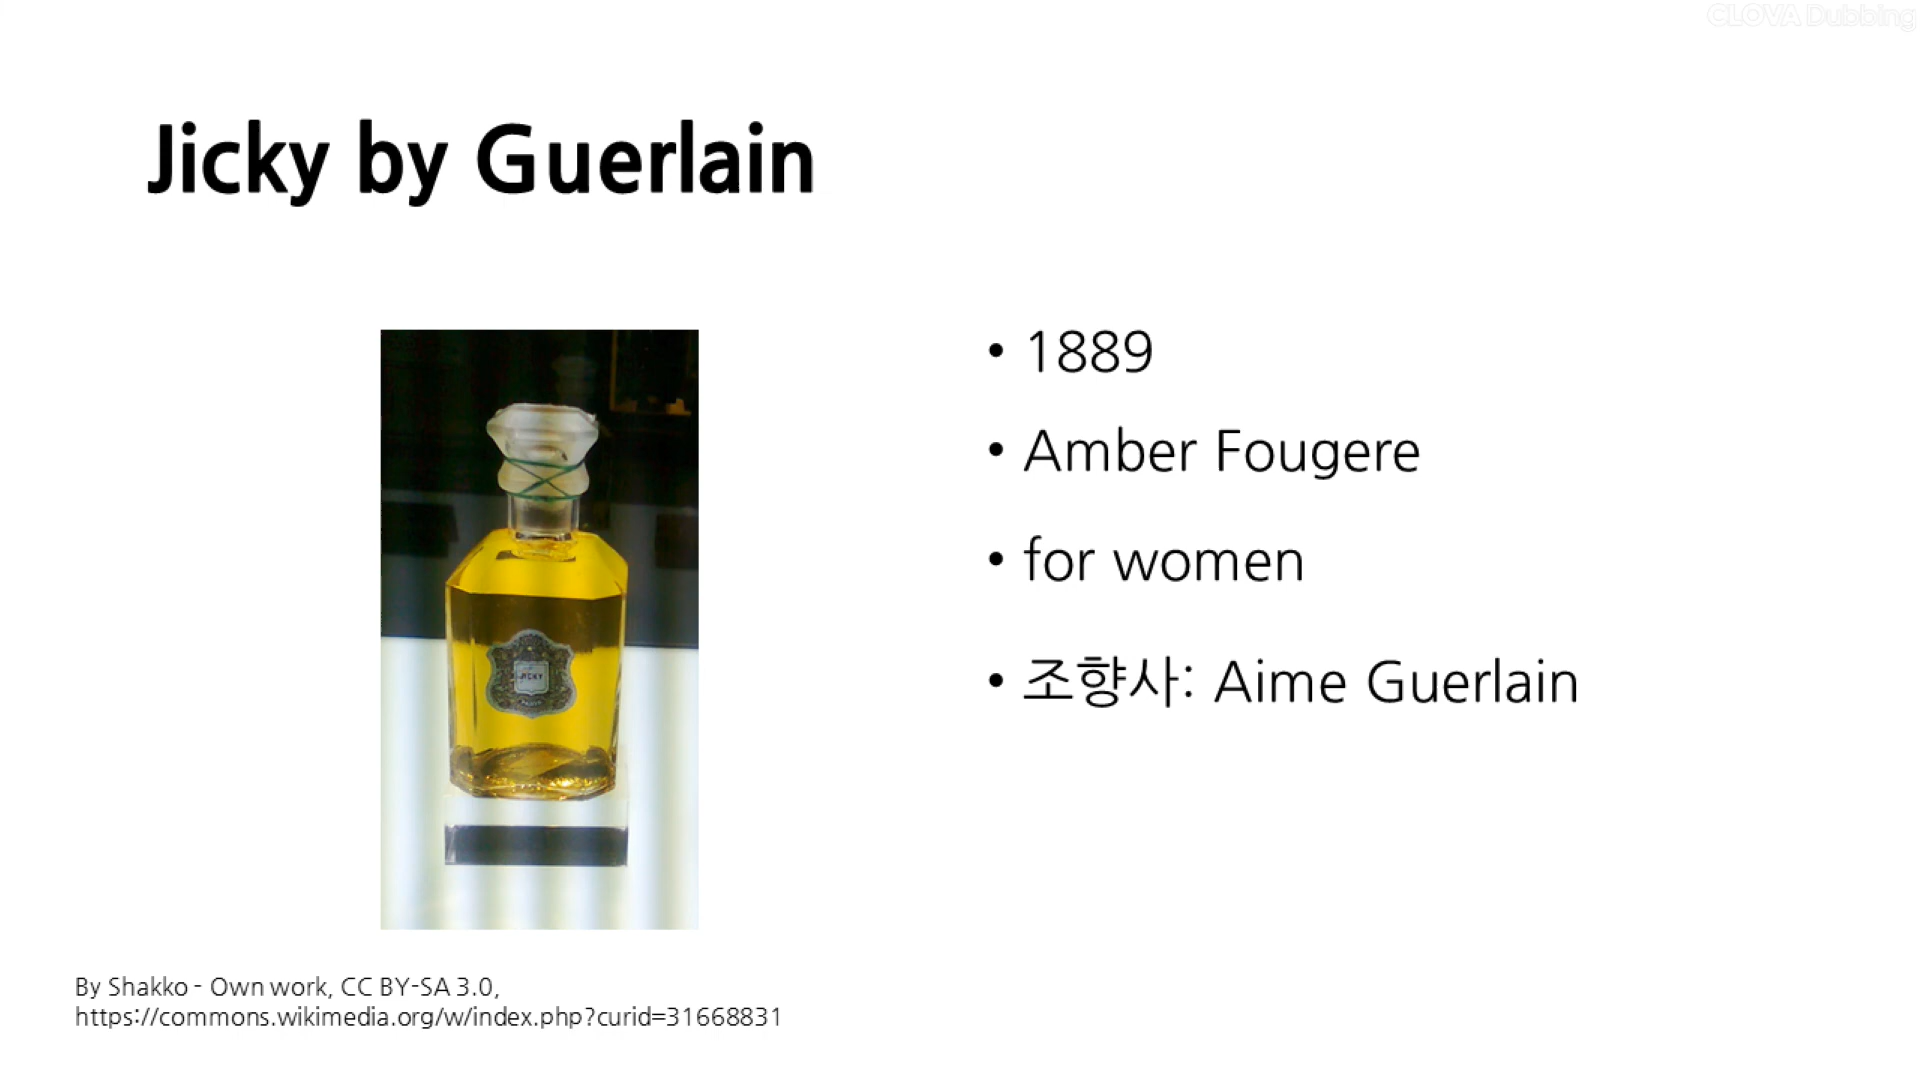 CLOVA Dubbing
Jicky by Guerlain
JICKY
• 1889
• Amber Fougere
• for women
• 조향사: Aime Guerlain
By Shakko - Own work, CC BY-SA 3.0,
https://commons.wikimedia.org/w/index.php?curid=31668831